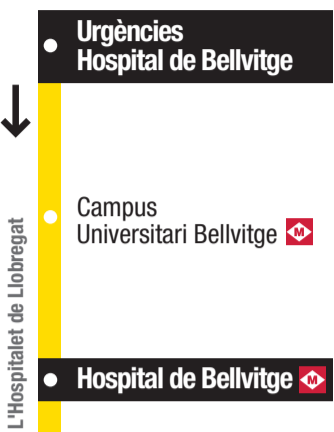 Urgències
Hospital de Bellvitge
Campus
Universitari Bellvitge M
Hospital de Bellvitge M
L'Hospitalet de Llobregat